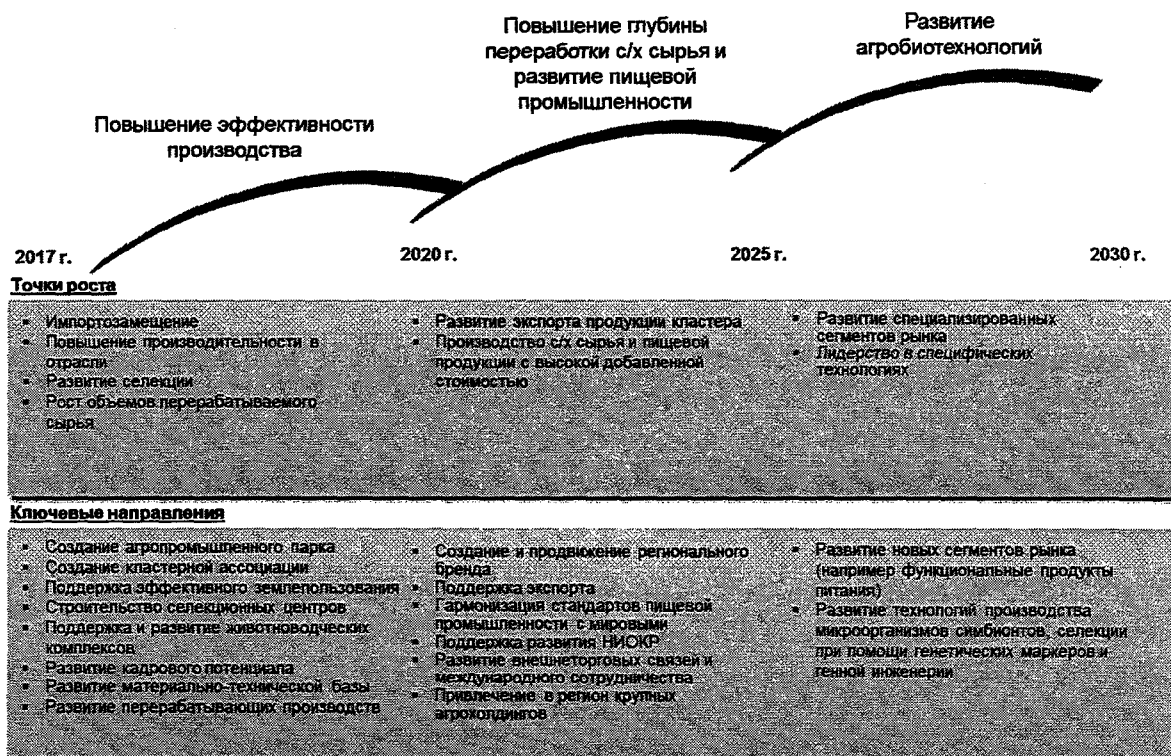 Повышение эффективности
производства
Повышение глубины
переработки с/х сырья и
развитие пищевой
промышленности
Развитие
агробиотехнологий
2017 г.
2020 г.
2025 г.
2030 г.
Точки роста
▪ Импортозамещение
▪ Повышение производительности в
отрасли
▪ Развитие селекции
▪ Рост объемов перерабатываемого
сырья
▪ Развитие экспорта продукции кластера
▪ Производство с/х сырья и пищевой
продукции с высокой добавленной
стоимостью
▪ Развитие специализированных
сегментов рынка
▪ Лидерство в специфических
технологиях
Ключевые направления
▪ Создание агропромышленного парка
▪ Создание кластерной ассоциации
▪ Поддержка эффективного землепользования
▪ Строительство селекционных центров
▪ Поддержка и развитие животноводческих
комплексов
▪ Развитие кадрового потенциала
▪ Развитие материально-технической базы
▪ Развитие перерабатывающих производств
▪ Создание и продвижение регионального
бренда
▪ Поддержка экспорта
▪ Гармонизация стандартов пищевой
промышленности с мировыми
▪ Поддержка развития НИОКР
▪ Развитие внешнеторговых связей и
международного сотрудничества
▪ Привлечение в регион крупных
агрохолдингов
▪ Развитие новых сегментов рынка
(например функциональные продукты
питания)
▪ Развитие технологий производства
микроорганизмов симбионтов, селекции
при помощи генетических маркеров и
генной инженерии